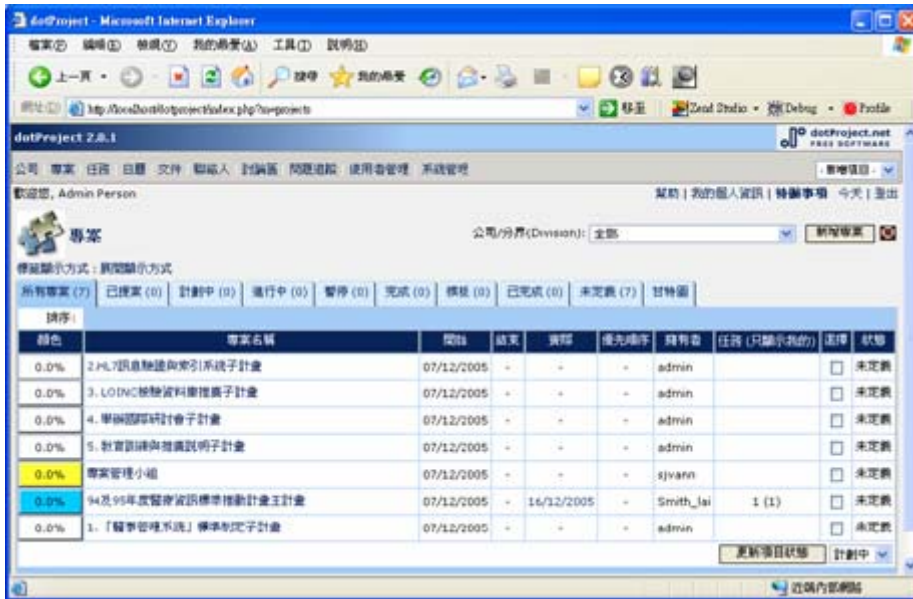 dotProject - Microsoft Internet Explorer
檔案(F) 編輯(E) 檢視(V) 我的最愛(A) 工具(T) 說明(H)
上一頁 搜尋 我的最愛
網址(D) http://localhost/dotproject/index.php?m=projects 移至 Zend Studio Debug Profile
dotProject 2.0.1 dotProject.net
FREE SOFTWARE
公司 專案 任務 日曆 文件 聯絡人 討論區 問題追蹤 使用者管理 系統管理 - 新增項目 -
歡迎您, Admin Person 幫助 | 我的個人資訊 | 特辦事項 今天 | 登出
專案 公司/分界(Division): 全部 新增專案
標籤顯示方式 : 展開顯示方式
所有專案 (7) 已提案 (0) 計劃中 (0) 進行中 (0) 暫停 (0) 完成 (0) 模板 (0) 已完成 (0) 未定義 (7) 甘特圖
排序:
顏色 專案名稱 開始 結束 實際 優先順序 擁有者 任務 (只顯示我的) 選擇 狀態
0.0% 2.HL7訊息驗證與索引系統子計畫 07/12/2005 - - - admin 未定義
0.0% 3. LOINC檢驗資料庫推廣子計畫 07/12/2005 - - - admin 未定義
0.0% 4. 舉辦國際研討會子計畫 07/12/2005 - - - admin 未定義
0.0% 5. 教育訓練與推廣說明子計畫 07/12/2005 - - - admin 未定義
0.0% 專案管理小組 07/12/2005 - - - sjvann 未定義
0.0% 94及95年度醫療資訊標準推動計畫主計畫 07/12/2005 - 16/12/2005 - Smith_lai 1 (1) 未定義
0.0% 1. 「醫事管理系統」標準制定子計畫 07/12/2005 - - - admin 未定義
更新項目狀態 計劃中
近端內部網路